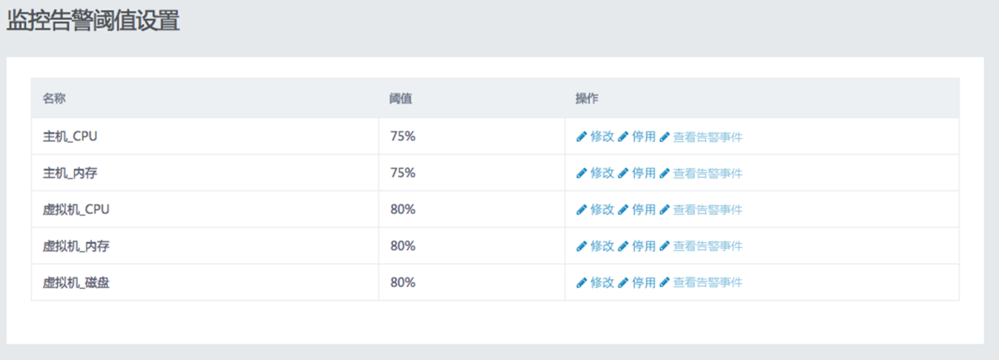 监控告警阈值设置
名称 阈值 操作
主机_CPU 75% 修改 停用 查看告警事件
主机_内存 75% 修改 停用 查看告警事件
虚拟机_CPU 80% 修改 停用 查看告警事件
虚拟机_内存 80% 修改 停用 查看告警事件
虚拟机_磁盘 80% 修改 停用 查看告警事件